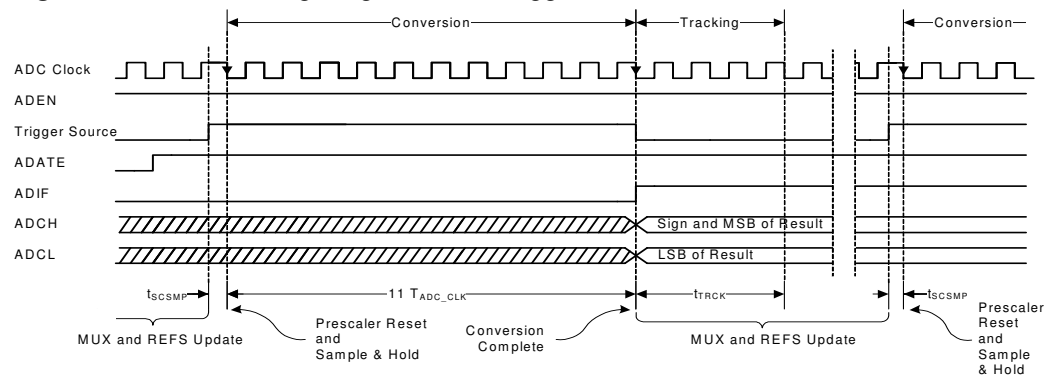 Conversion
Tracking
Conversion
ADC Clock
ADEN
Trigger Source
ADATE
ADIF
ADCH
Sign and MSB of Result
ADCL
LSB of Result
tSCSMP
11 TADC_CLK
tTRCK
tSCSMP
MUX and REFS Update
Prescaler Reset
and
Sample & Hold
Conversion
Complete
MUX and REFS Update
Prescaler
Reset
and
Sample
& Hold